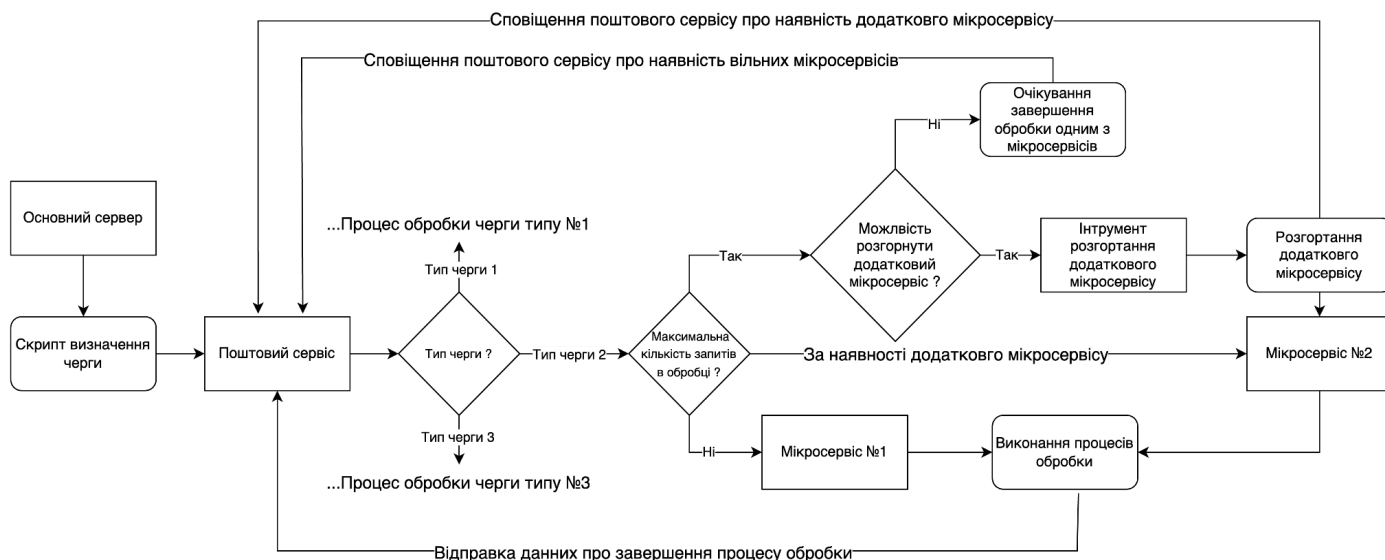 Сповіщення поштового сервісу про наявність додаткового мікросервісу
Сповіщення поштового сервісу про наявність вільних мікросервісів
Очікування
завершення
обробки одним з
мікросервісів
Ні
Основний сервер
...Процес обробки черги типу №1
Тип черги 1
Так
Можлвість
розгорнути
додатковий
мікросервіс ?
Так
Інтрумент
розгортання
додаткового
мікросервісу
Розгортання
додаткового
мікросервісу
Скрипт визначення
черги
Поштовий сервіс
Тип черги ?
Тип черги 2
Максимальна
кількість запитів
в обробці ?
За наявності додаткового мікросервісу
Мікросервіс №2
Тип черги 3
...Процес обробки черги типу №3
Ні
Мікросервіс №1
Виконання процесів
обробки
Відправка данних про завершення процесу обробки